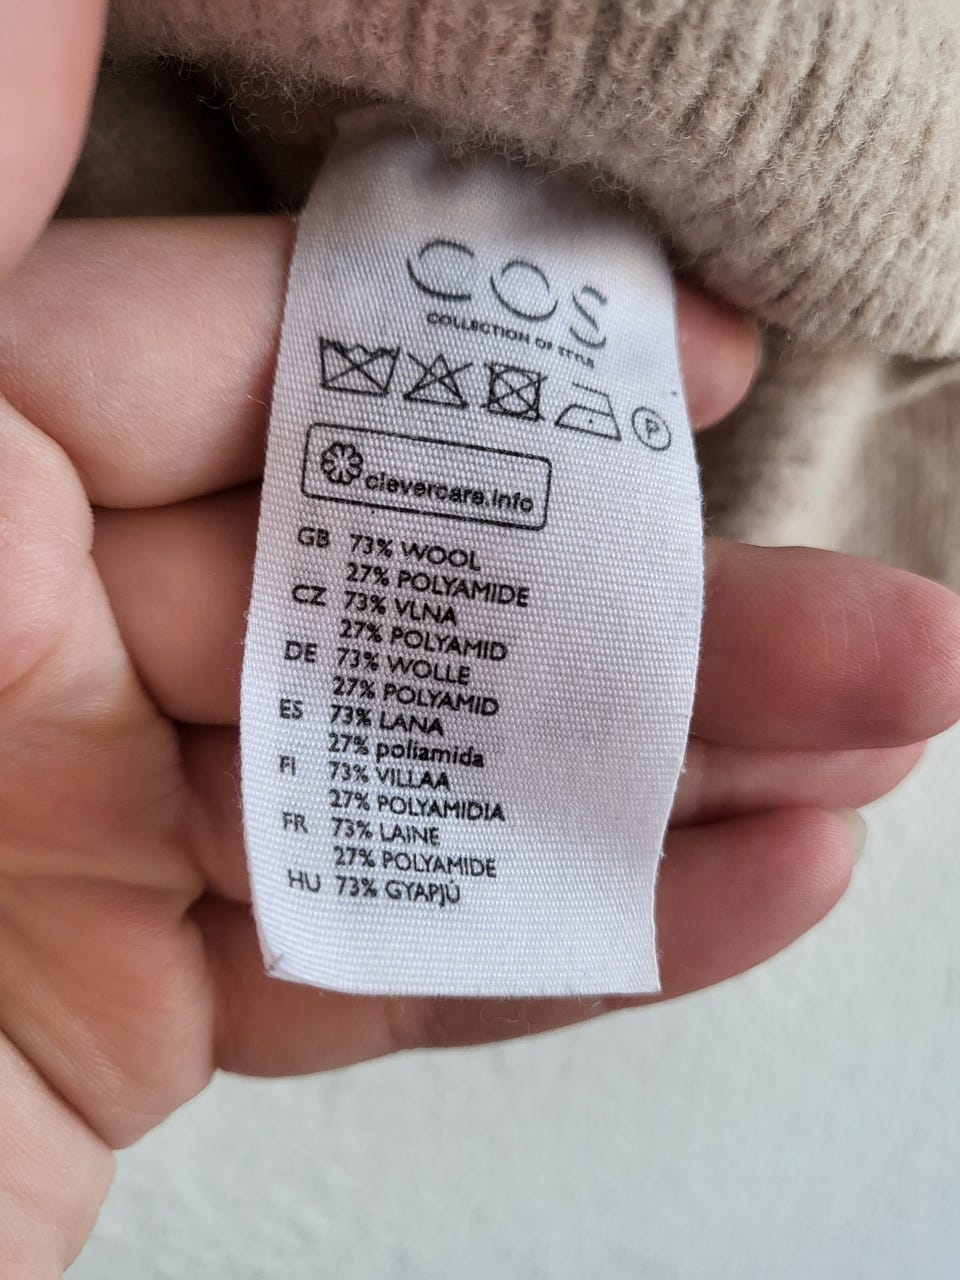 COS
COLLECTION OF STYLE
P
clevercare.info
GB 73% WOOL
27% POLYAMIDE
CZ 73% VLNA
27% POLYAMID
DE 73% WOLLE
27% POLYAMID
ES 73% LANA
27% poliamida
FI 73% VILLAA
27% POLYAMIDIA
FR 73% LAINE
27% POLYAMIDE
HU 73% GYAPJÚ